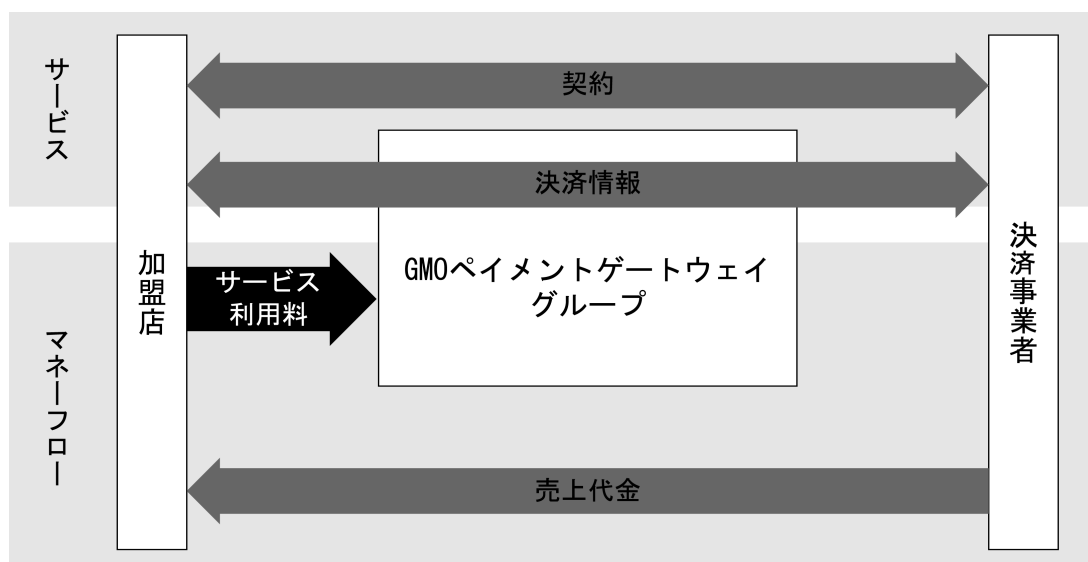 サービス
契約
決済情報
加盟店
サービス
利用料
GMOペイメントゲートウェイ
グループ
決済事業者
マネーフロー
売上代金